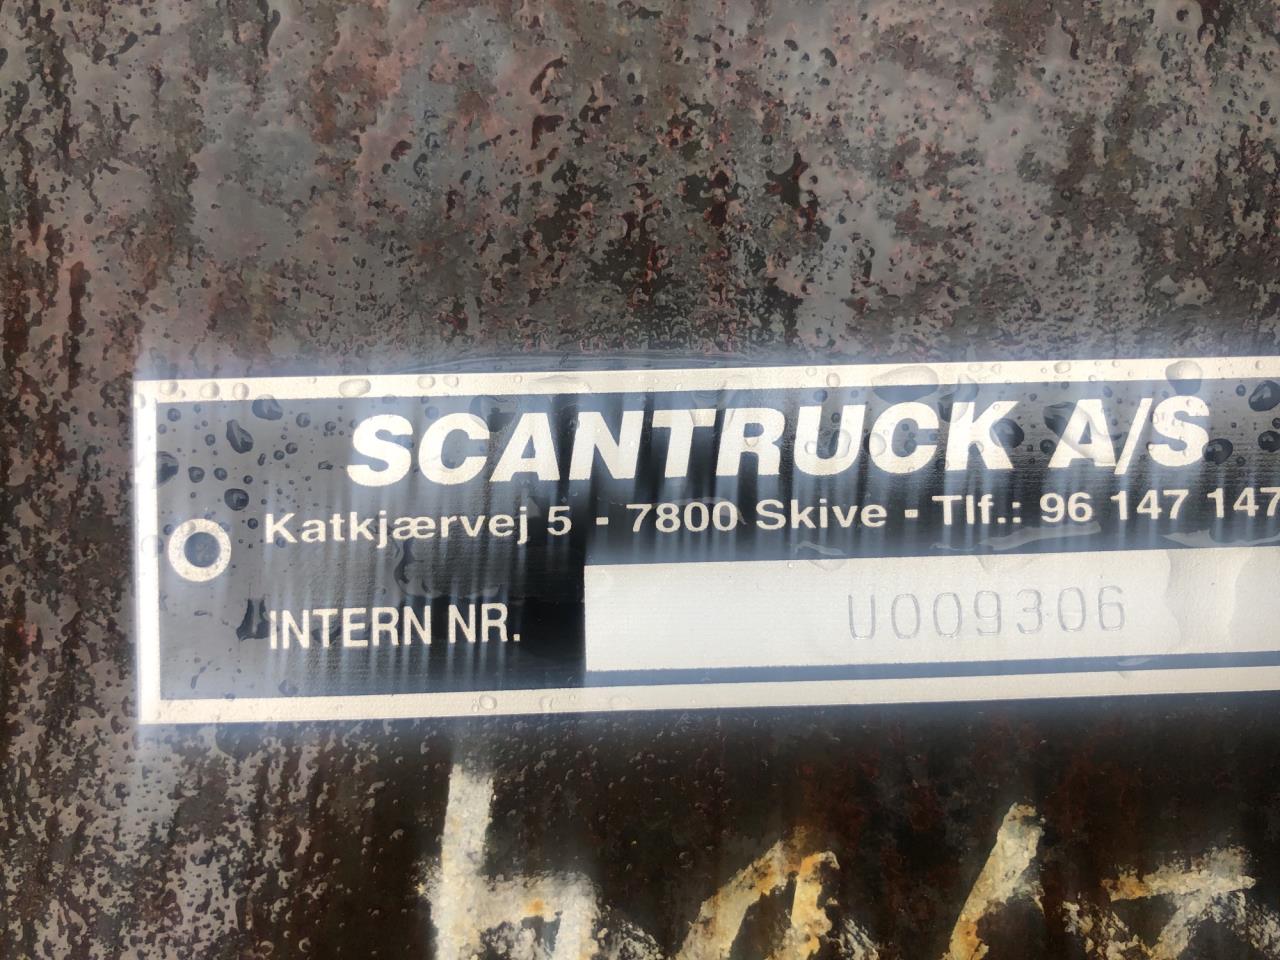 SCANTRUCK A/S
Katkjærvej 5 - 7800 Skive - Tlf.: 96 147 147
INTERN NR.
U009306